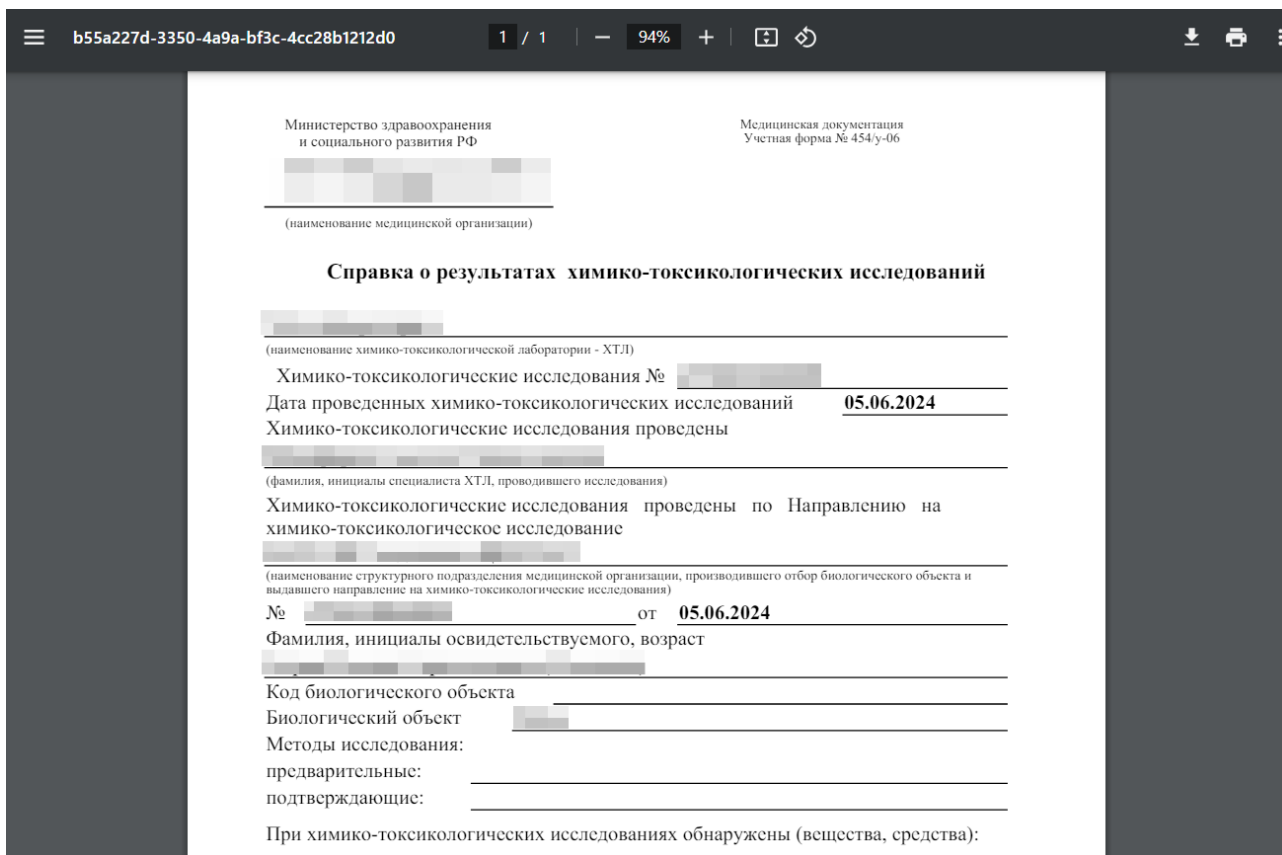 b55a227d-3350-4a9a-bf3c-4cc28b1212d0 1 / 1 94%
Министерство здравоохранения
и социального развития РФ
Медицинская документация
Учетная форма № 454/у-06
(наименование медицинской организации)
Справка о результатах химико-токсикологических исследований
(наименование химико-токсикологической лаборатории - ХТЛ)
Химико-токсикологические исследования №
Дата проведенных химико-токсикологических исследований 05.06.2024
Химико-токсикологические исследования проведены
(фамилия, инициалы специалиста ХТЛ, проводившего исследования)
Химико-токсикологические исследования проведены по Направлению на
химико-токсикологическое исследование
(наименование структурного подразделения медицинской организации, производившего отбор биологического объекта и
выдавшего направление на химико-токсикологические исследования)
№ от 05.06.2024
Фамилия, инициалы освидетельствуемого, возраст
Код биологического объекта
Биологический объект
Методы исследования:
предварительные:
подтверждающие:
При химико-токсикологических исследованиях обнаружены (вещества, средства):